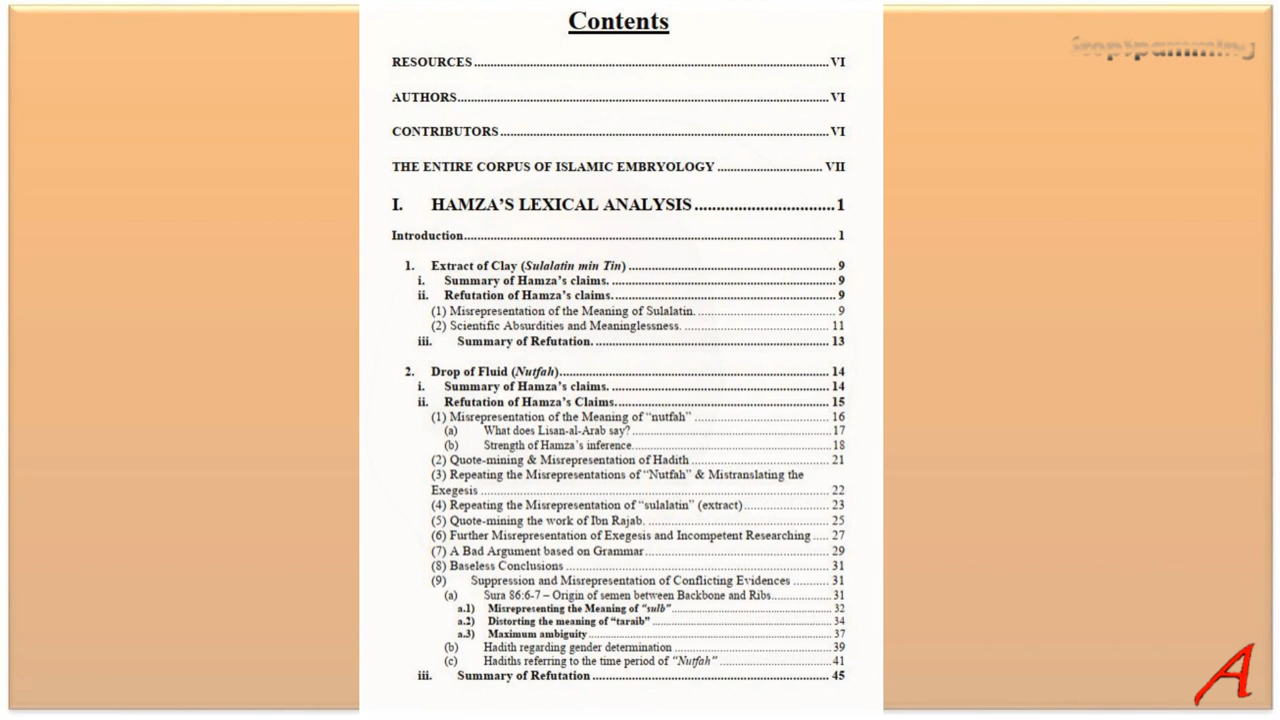 Contents
StopSpamming
RESOURCES ... VI
AUTHORS ... VI
CONTRIBUTORS ... VI
THE ENTIRE CORPUS OF ISLAMIC EMBRYOLOGY ... VII
I. HAMZA'S LEXICAL ANALYSIS ... 1
Introduction ... 1
1. Extract of Clay (Sulalatin min Tin) ... 9
i. Summary of Hamza's claims. ... 9
ii. Refutation of Hamza's claims. ... 9
(1) Misrepresentation of the Meaning of Sulalatin. ... 9
(2) Scientific Absurdities and Meaninglessness. ... 11
iii. Summary of Refutation. ... 13
2. Drop of Fluid (Nutfah) ... 14
i. Summary of Hamza's claims. ... 14
ii. Refutation of Hamza's Claims. ... 15
(1) Misrepresentation of the Meaning of "nutfah" ... 16
(a) What does Lisan-al-Arab say? ... 17
(b) Strength of Hamza's inference ... 18
(2) Quote-mining & Misrepresentation of Hadith ... 21
(3) Repeating the Misrepresentations of "Nutfah" & Mistranslating the
Exegesis ... 22
(4) Repeating the Misrepresentation of "sulalatin" (extract) ... 23
(5) Quote-mining the work of Ibn Rajab. ... 25
(6) Further Misrepresentation of Exegesis and Incompetent Researching ... 27
(7) A Bad Argument based on Grammar ... 29
(8) Baseless Conclusions ... 31
(9) Suppression and Misrepresentation of Conflicting Evidences ... 31
(a) Sura 86:6-7 – Origin of semen between Backbone and Ribs ... 31
a.1) Misrepresenting the Meaning of "sulb" ... 32
a.2) Distorting the meaning of "taraib" ... 34
a.3) Maximum ambiguity ... 37
(b) Hadith regarding gender determination ... 39
(c) Hadiths referring to the time period of "Nutfah" ... 41
iii. Summary of Refutation ... 45
A